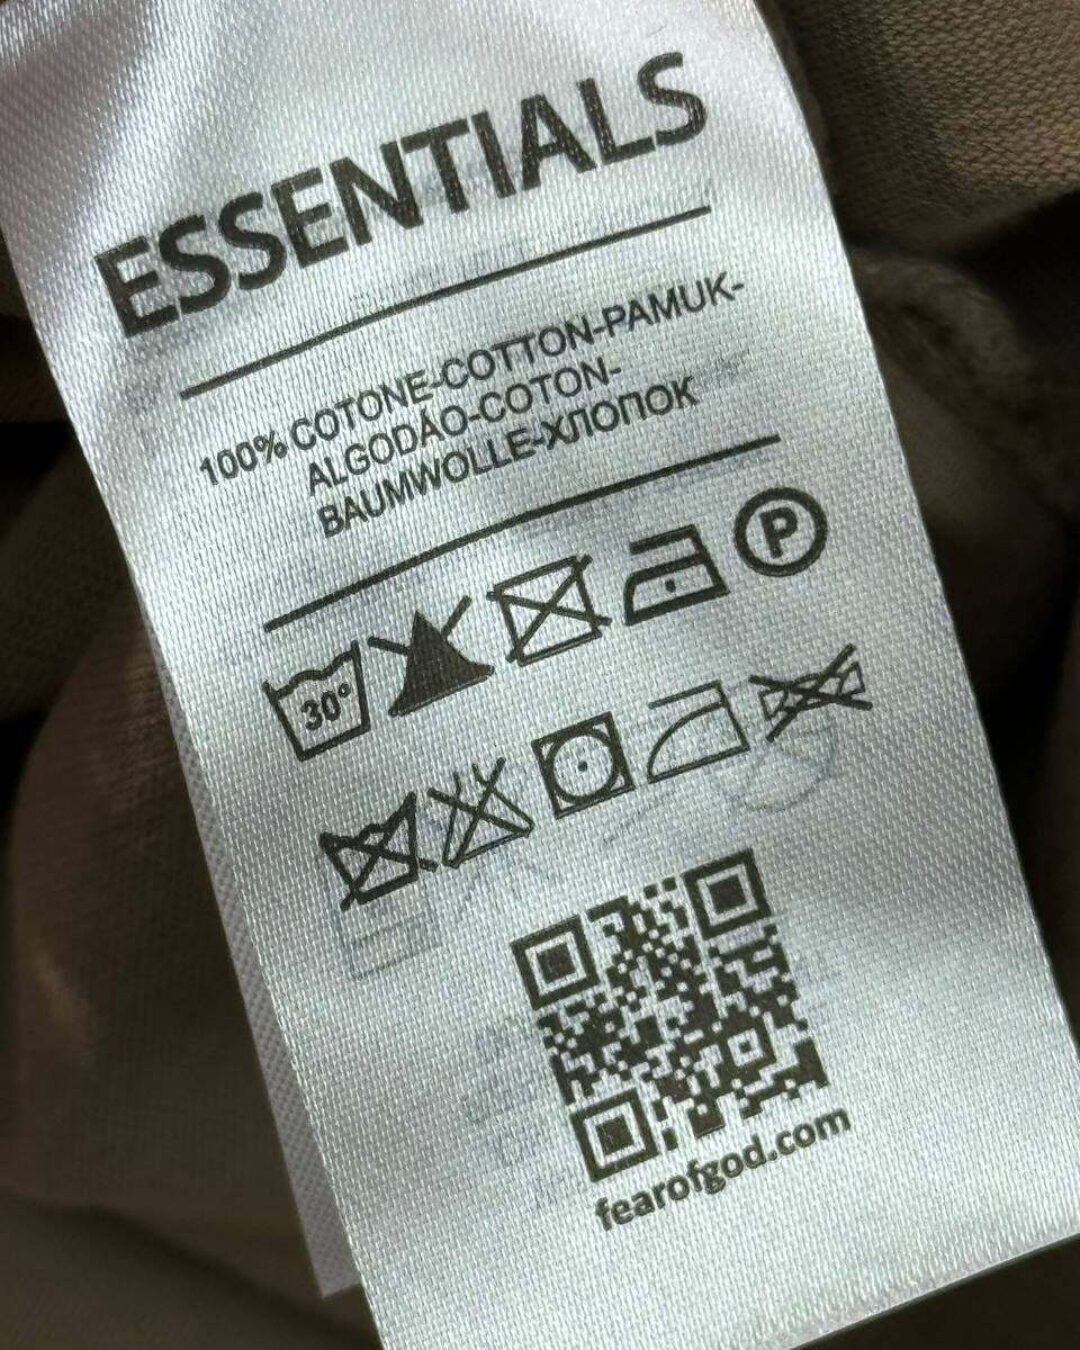 ESSENTIALS
100% COTONE-COTTON-PAMUK-
ALGODÃO-COTON-
BAUMWOLLE-ХЛОПОК
30°
P
fearofgod.com